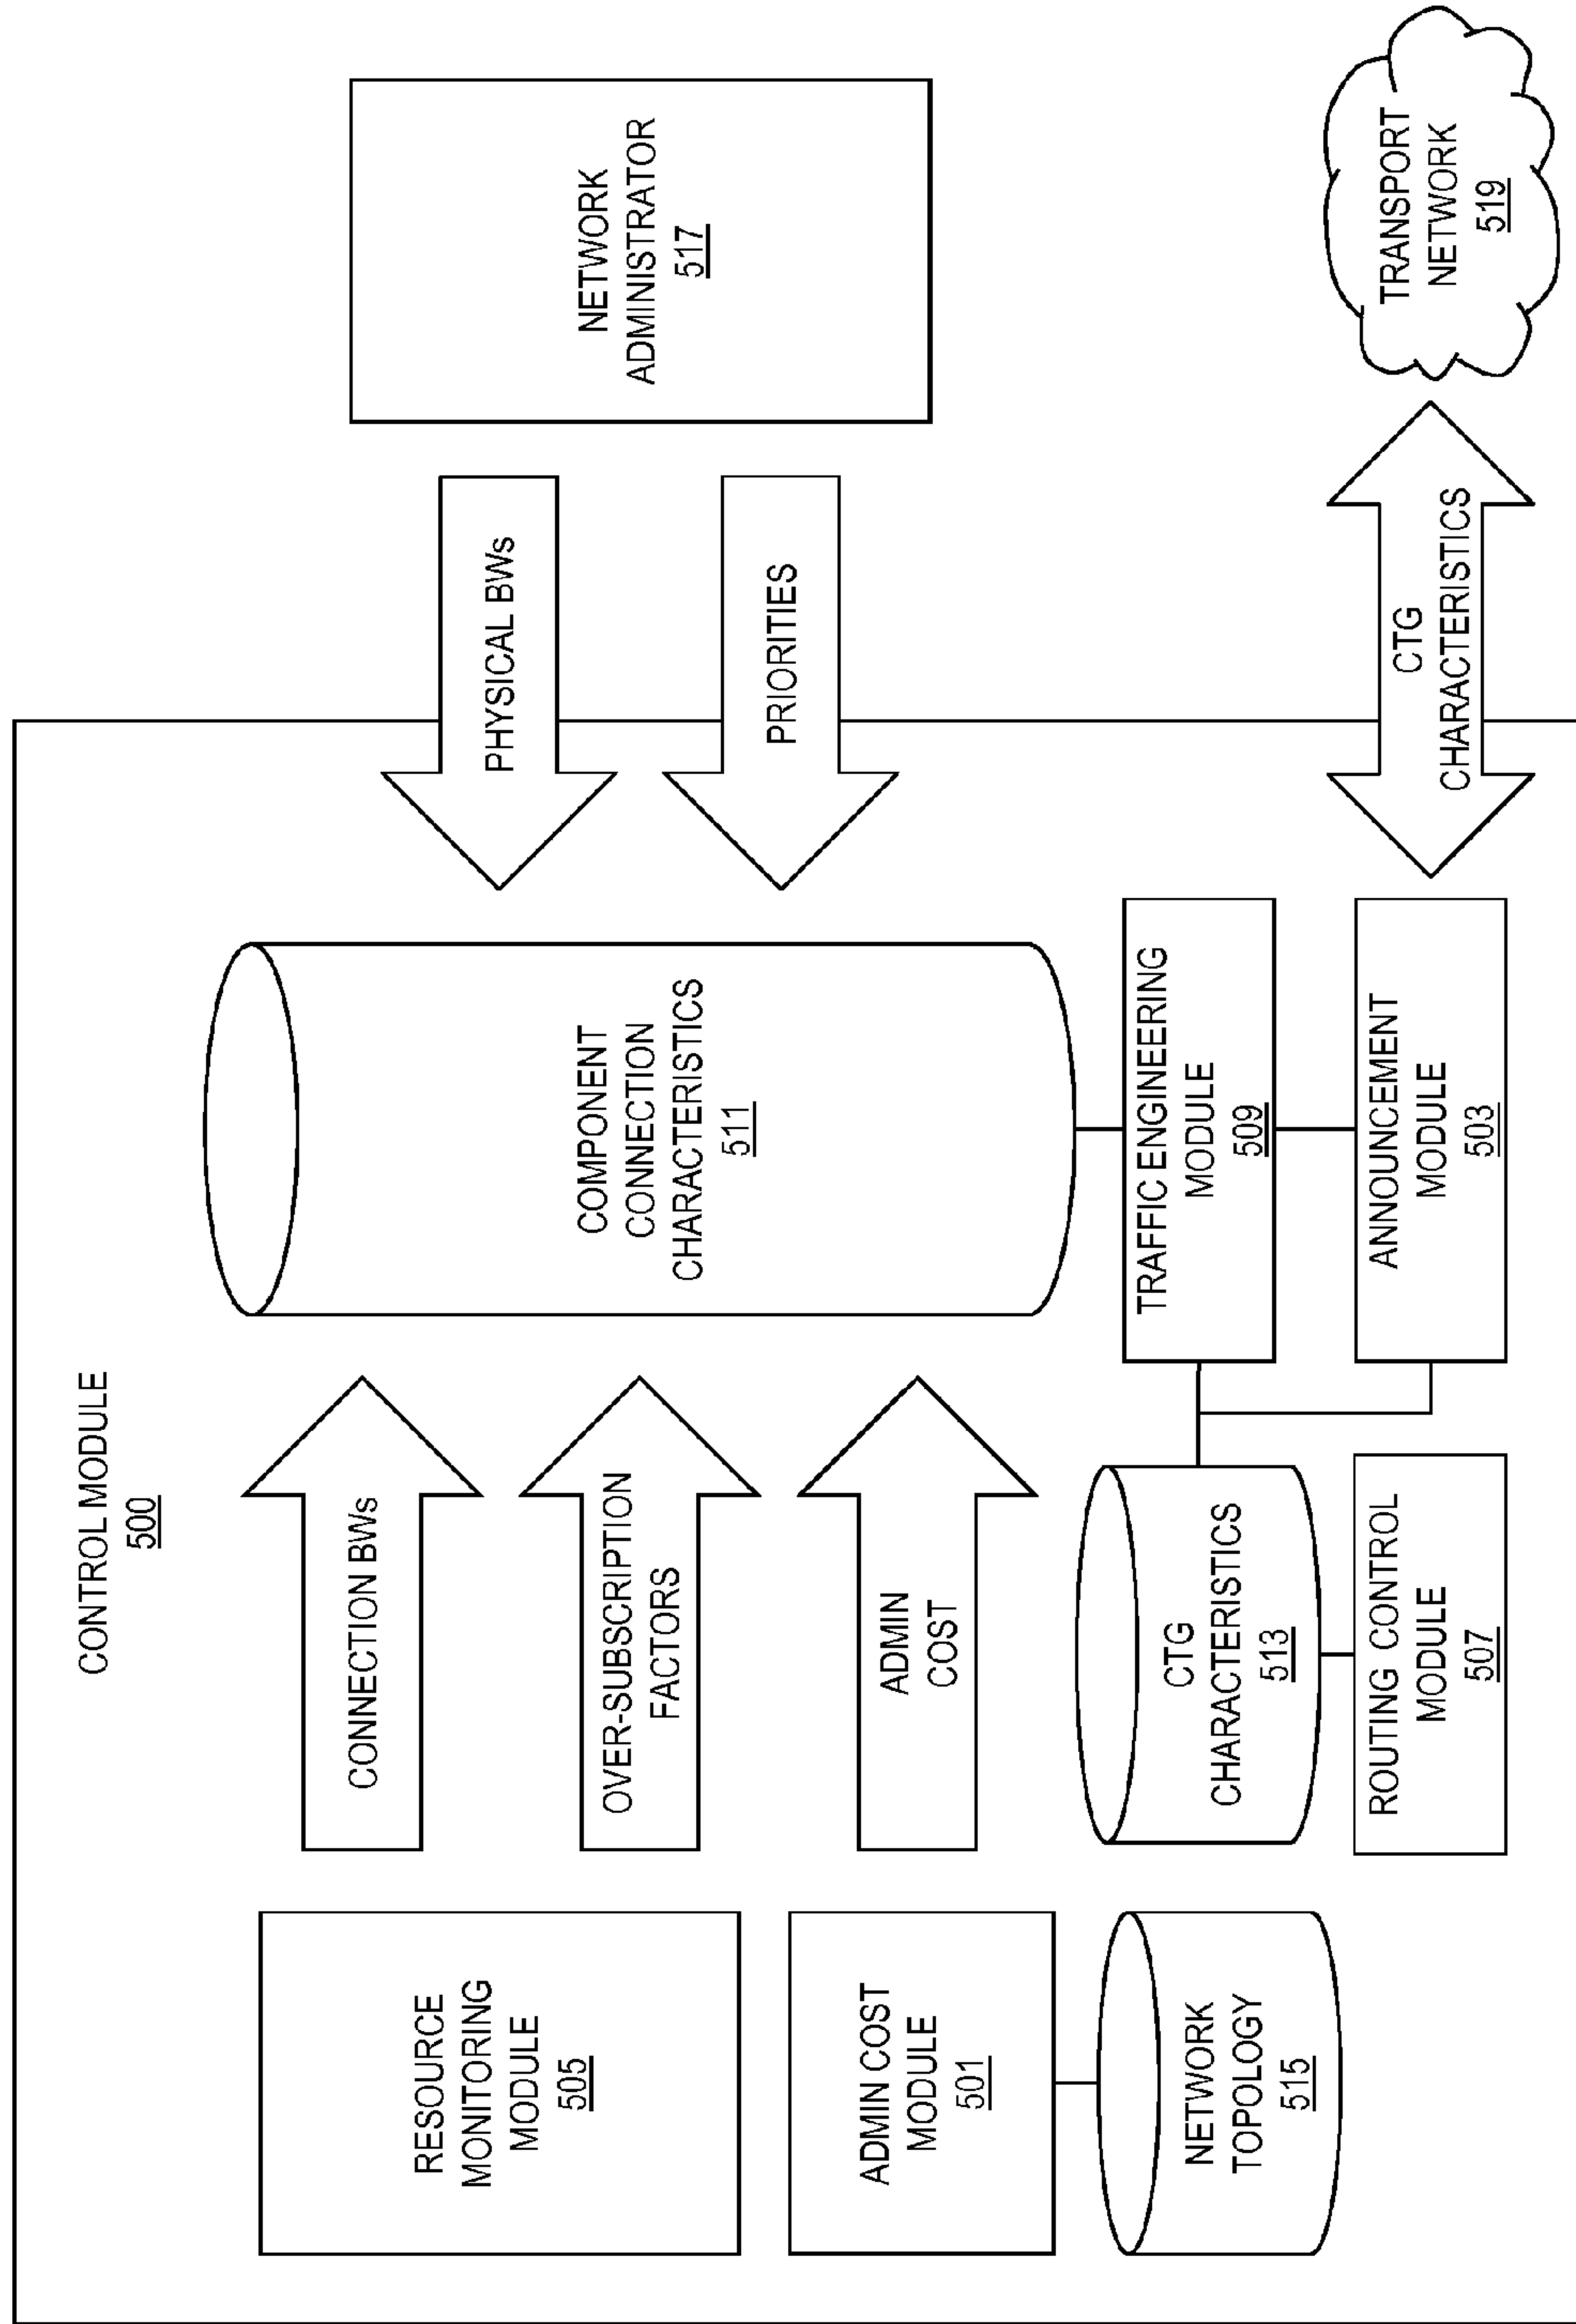 CONTROL MODULE
500
RESOURCE
MONITORING
MODULE
505
CONNECTION BWs
OVER-SUBSCRIPTION
FACTORS
ADMIN COST
MODULE
501
ADMIN
COST
NETWORK
TOPOLOGY
515
CTG
CHARACTERISTICS
513
ROUTING CONTROL
MODULE
507
COMPONENT
CONNECTION
CHARACTERISTICS
511
TRAFFIC ENGINEERING
MODULE
509
ANNOUNCEMENT
MODULE
503
PHYSICAL BWs
PRIORITIES
CTG
CHARACTERISTICS
NETWORK
ADMINISTRATOR
517
TRANSPORT
NETWORK
519